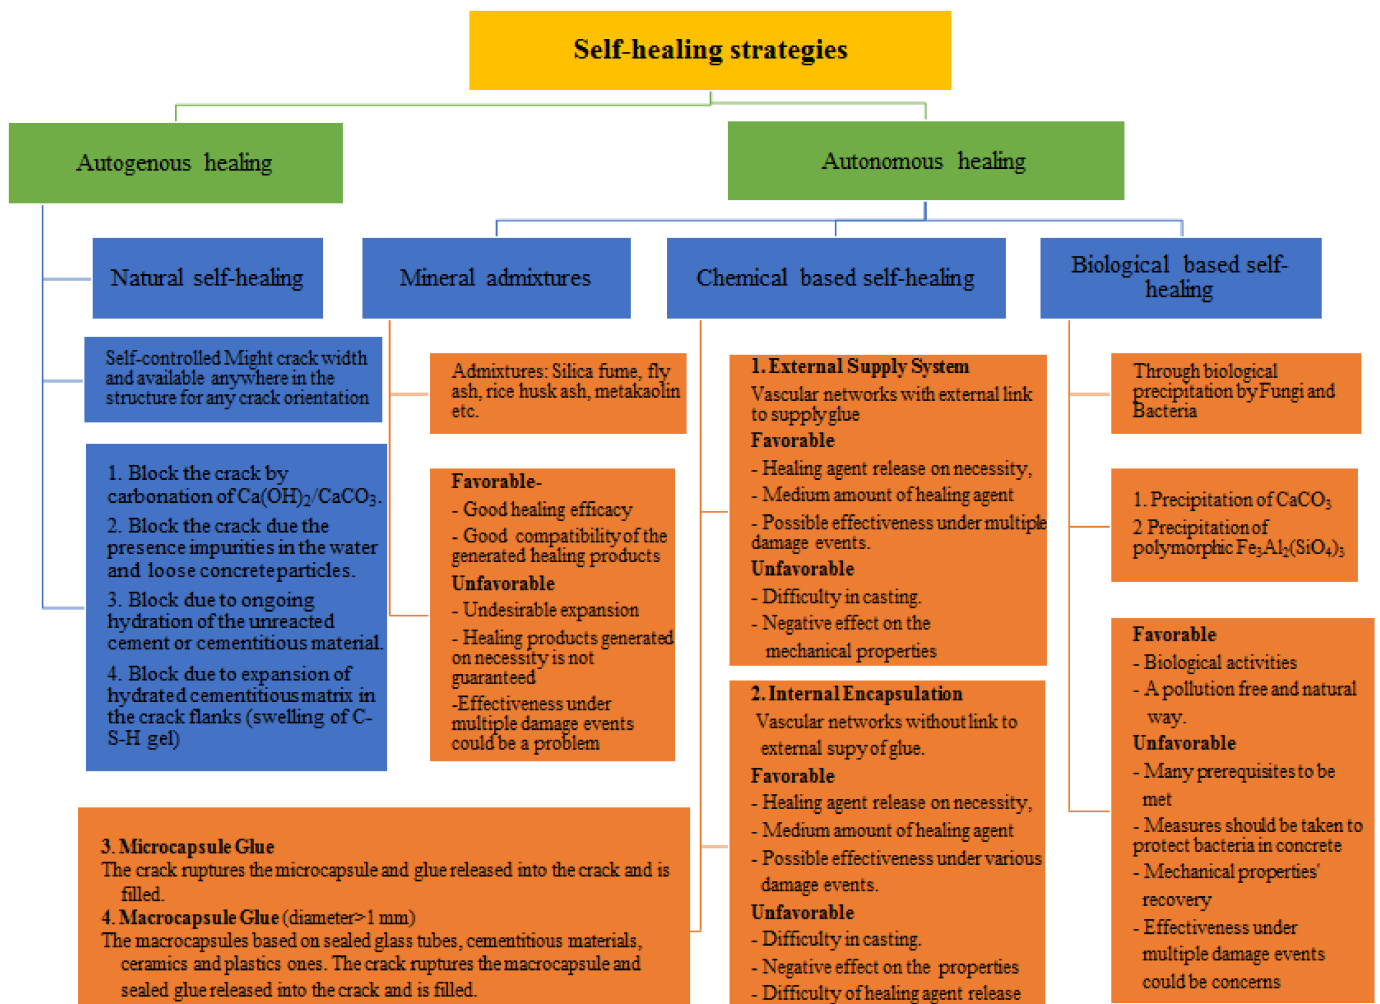 Self-healing strategies
Autogenous healing
Autonomous healing
Natural self-healing
Mineral admixtures
Chemical based self-healing
Biological based self-
healing
Self-controlled Might crack width
and available anywhere in the
structure for any crack orientation
1. Block the crack by
carbonation of Ca(OH)2/CaCO3.
2. Block the crack due the
presence impurities in the water
and loose concrete particles.
3. Block due to ongoing
hydration of the unreacted
cement or cementitious material.
4. Block due to expansion of
hydrated cementitious matrix in
the crack flanks (swelling of C-
S-H gel)
Admixtures: Silica fume, fly
ash, rice husk ash, metakaolin
etc.
Favorable-
- Good healing efficacy
- Good compatibility of the
generated healing products
Unfavorable
- Undesirable expansion
- Healing products generated
on necessity is not
guaranteed
-Effectiveness under
multiple damage events
could be a problem
1. External Supply System
Vascular networks with external link
to supply glue
Favorable
- Healing agent release on necessity,
- Medium amount of healing agent
- Possible effectiveness under multiple
damage events.
Unfavorable
- Difficulty in casting.
- Negative effect on the
mechanical properties
2. Internal Encapsulation
Vascular networks without link to
external supy of glue.
Favorable
- Healing agent release on necessity,
- Medium amount of healing agent
- Possible effectiveness under various
damage events.
Unfavorable
- Difficulty in casting.
- Negative effect on the properties
- Difficulty of healing agent release
3. Microcapsule Glue
The crack ruptures the microcapsule and glue released into the crack and is
filled.
4. Macrocapsule Glue (diameter>1 mm)
The macrocapsules based on sealed glass tubes, cementitious materials,
ceramics and plastics ones. The crack ruptures the macrocapsule and
sealed glue released into the crack and is filled.
Through biological
precipitation by Fungi and
Bacteria
1. Precipitation of CaCO3
2 Precipitation of
polymorphic Fe3Al2(SiO4)3
Favorable
- Biological activities
- A pollution free and natural
way.
Unfavorable
- Many prerequisites to be
met
- Measures should be taken to
protect bacteria in concrete
- Mechanical properties'
recovery
- Effectiveness under
multiple damage events
could be concerns